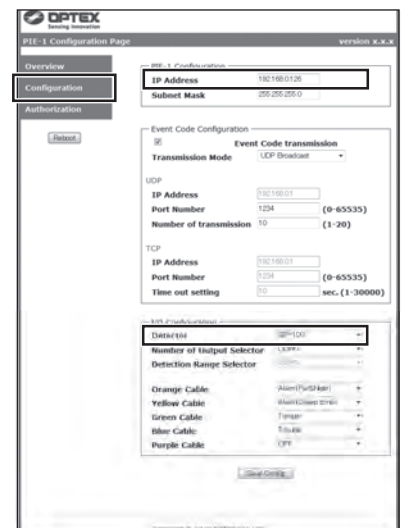 OPTEX
Sensing Innovation
PIE-1 Configuration Page
version x.x.x
Overview
Configuration
Authorization
Reboot
PIE-1 Configuration
IP Address 192.168.0.126
Subnet Mask 255.255.255.0
Event Code Configuration
Event Code transmission
Transmission Mode UDP Broadcast
UDP
IP Address 192.168.0.1
Port Number 1234 (0-65535)
Number of transmission 10 (1-20)
TCP
IP Address 192.168.0.1
Port Number 1234 (0-65535)
Time out setting 10 sec. (1-30000)
I/O Configuration
Detector
Number of Output Selector
Detection Range Selector
Orange Cable
Yellow Cable
Green Cable Tamper
Blue Cable Trouble
Purple Cable OFF
Save Config